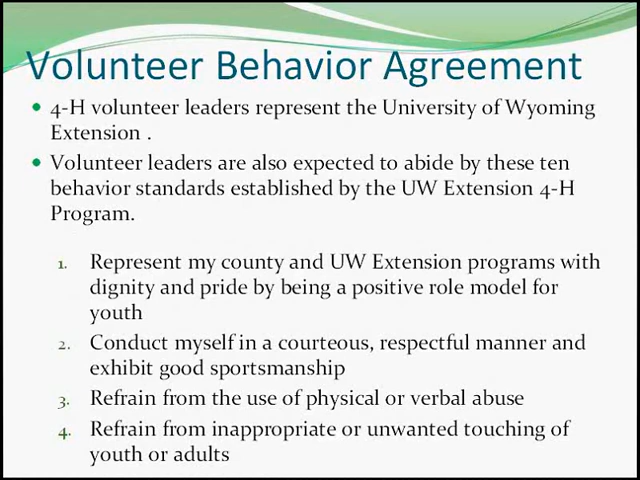 Volunteer Behavior Agreement
• 4-H volunteer leaders represent the University of Wyoming
Extension .
• Volunteer leaders are also expected to abide by these ten
behavior standards established by the UW Extension 4-H
Program.
1. Represent my county and UW Extension programs with
dignity and pride by being a positive role model for
youth
2. Conduct myself in a courteous, respectful manner and
exhibit good sportsmanship
3. Refrain from the use of physical or verbal abuse
4. Refrain from inappropriate or unwanted touching of
youth or adults